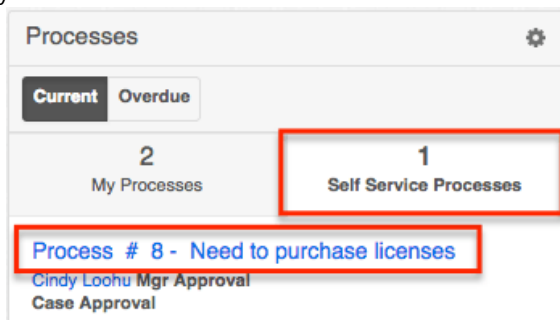 Processes
Current Overdue
2 1
My Processes Self Service Processes
Process # 8 - Need to purchase licenses
Cindy Loohu Mgr Approval
Case Approval